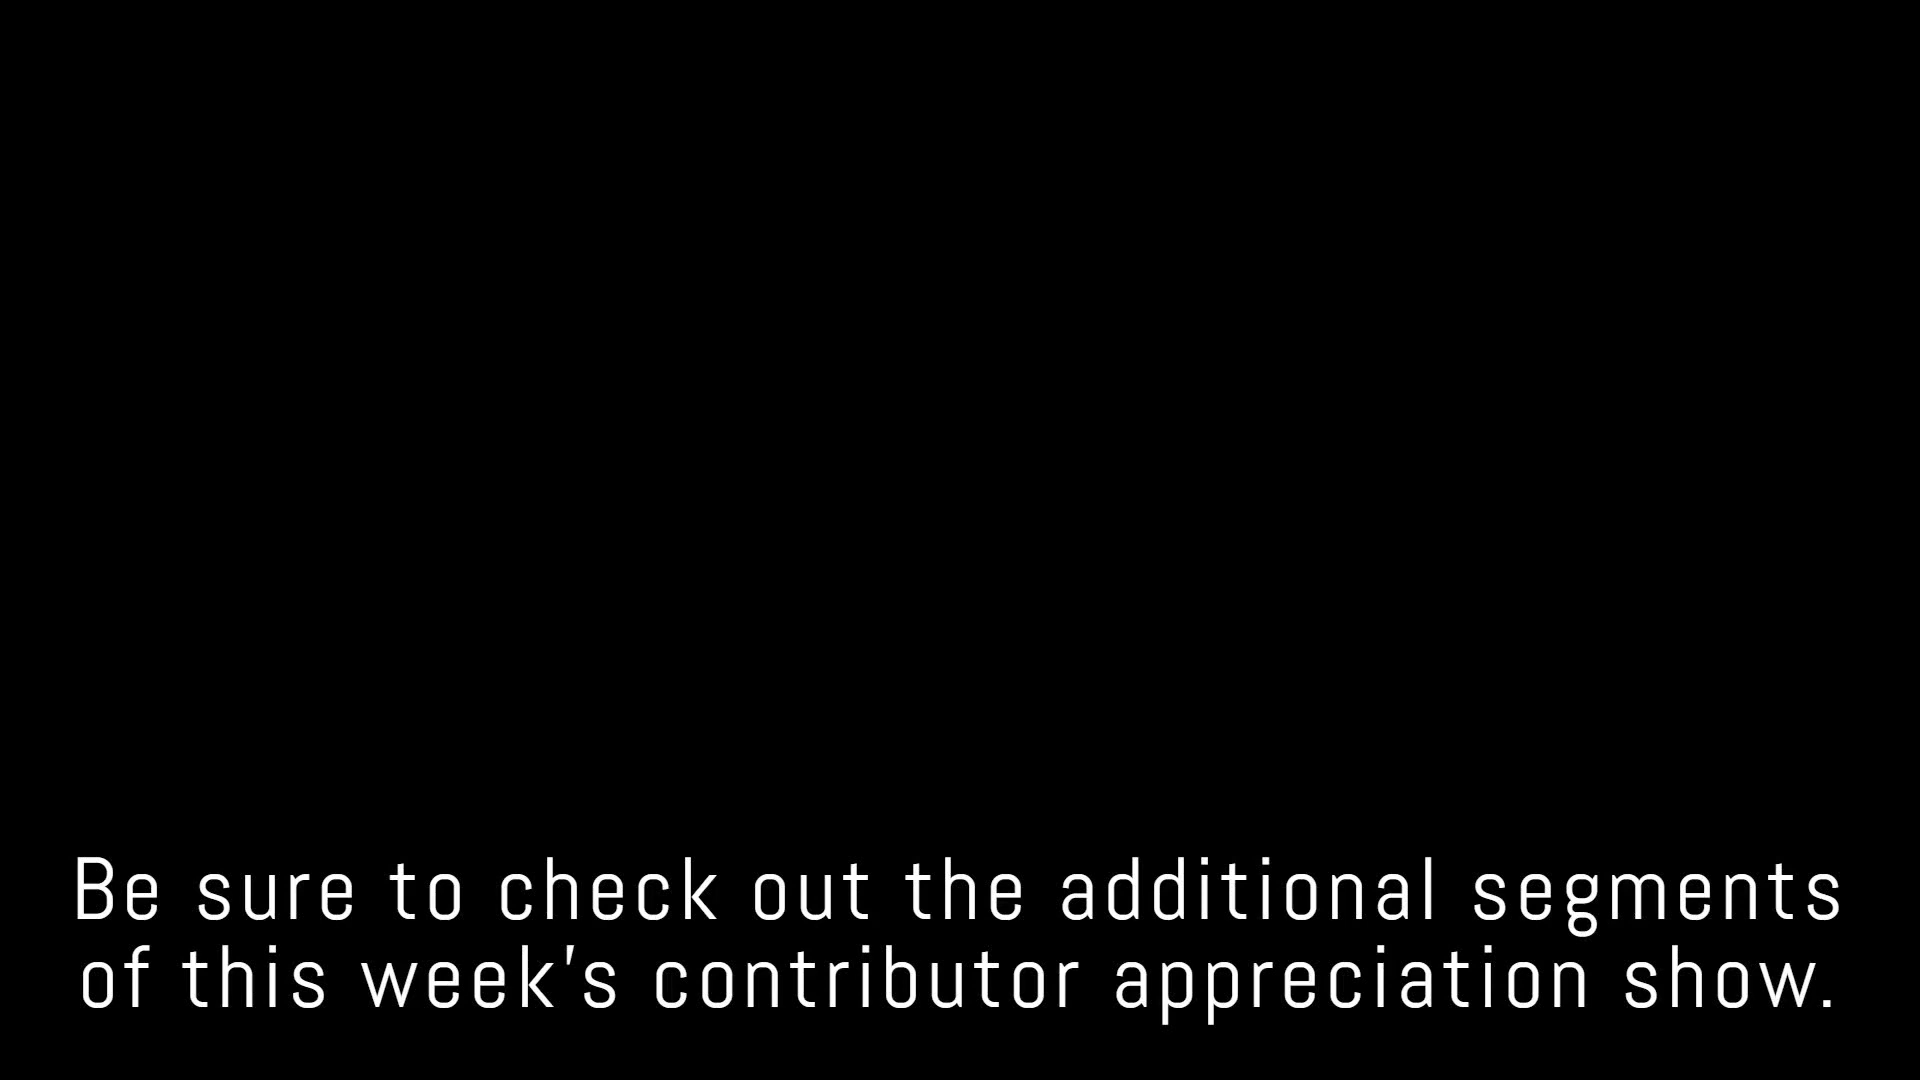 Be sure to check out the additional segments
of this week’s contributor appreciation show.